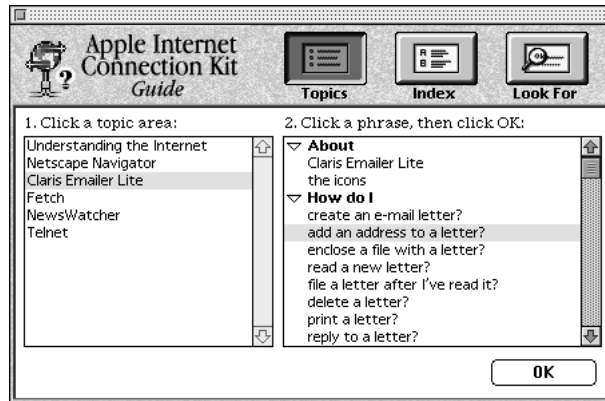 Apple Internet
Connection Kit
Guide
?
Topics
Index
Look For
1. Click a topic area:
Understanding the Internet
Netscape Navigator
Claris Emailer Lite
Fetch
NewsWatcher
Telnet
2. Click a phrase, then click OK:
About
Claris Emailer Lite
the icons
How do I
create an e-mail letter?
add an address to a letter?
enclose a file with a letter?
read a new letter?
file a letter after I've read it?
delete a letter?
print a letter?
reply to a letter?
OK